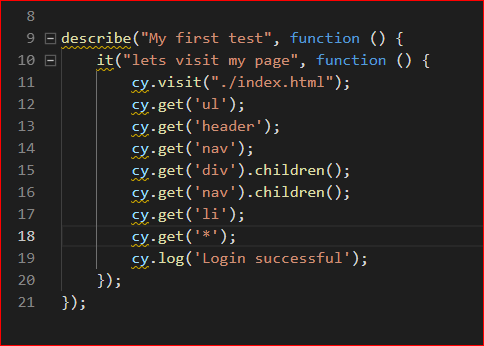 8
9 describe("My first test", function () {
10 it("lets visit my page", function () {
11 cy.visit("./index.html");
12 cy.get('ul');
13 cy.get('header');
14 cy.get('nav');
15 cy.get('div').children();
16 cy.get('nav').children();
17 cy.get('li');
18 cy.get('*');
19 cy.log('Login successful');
20 });
21 });